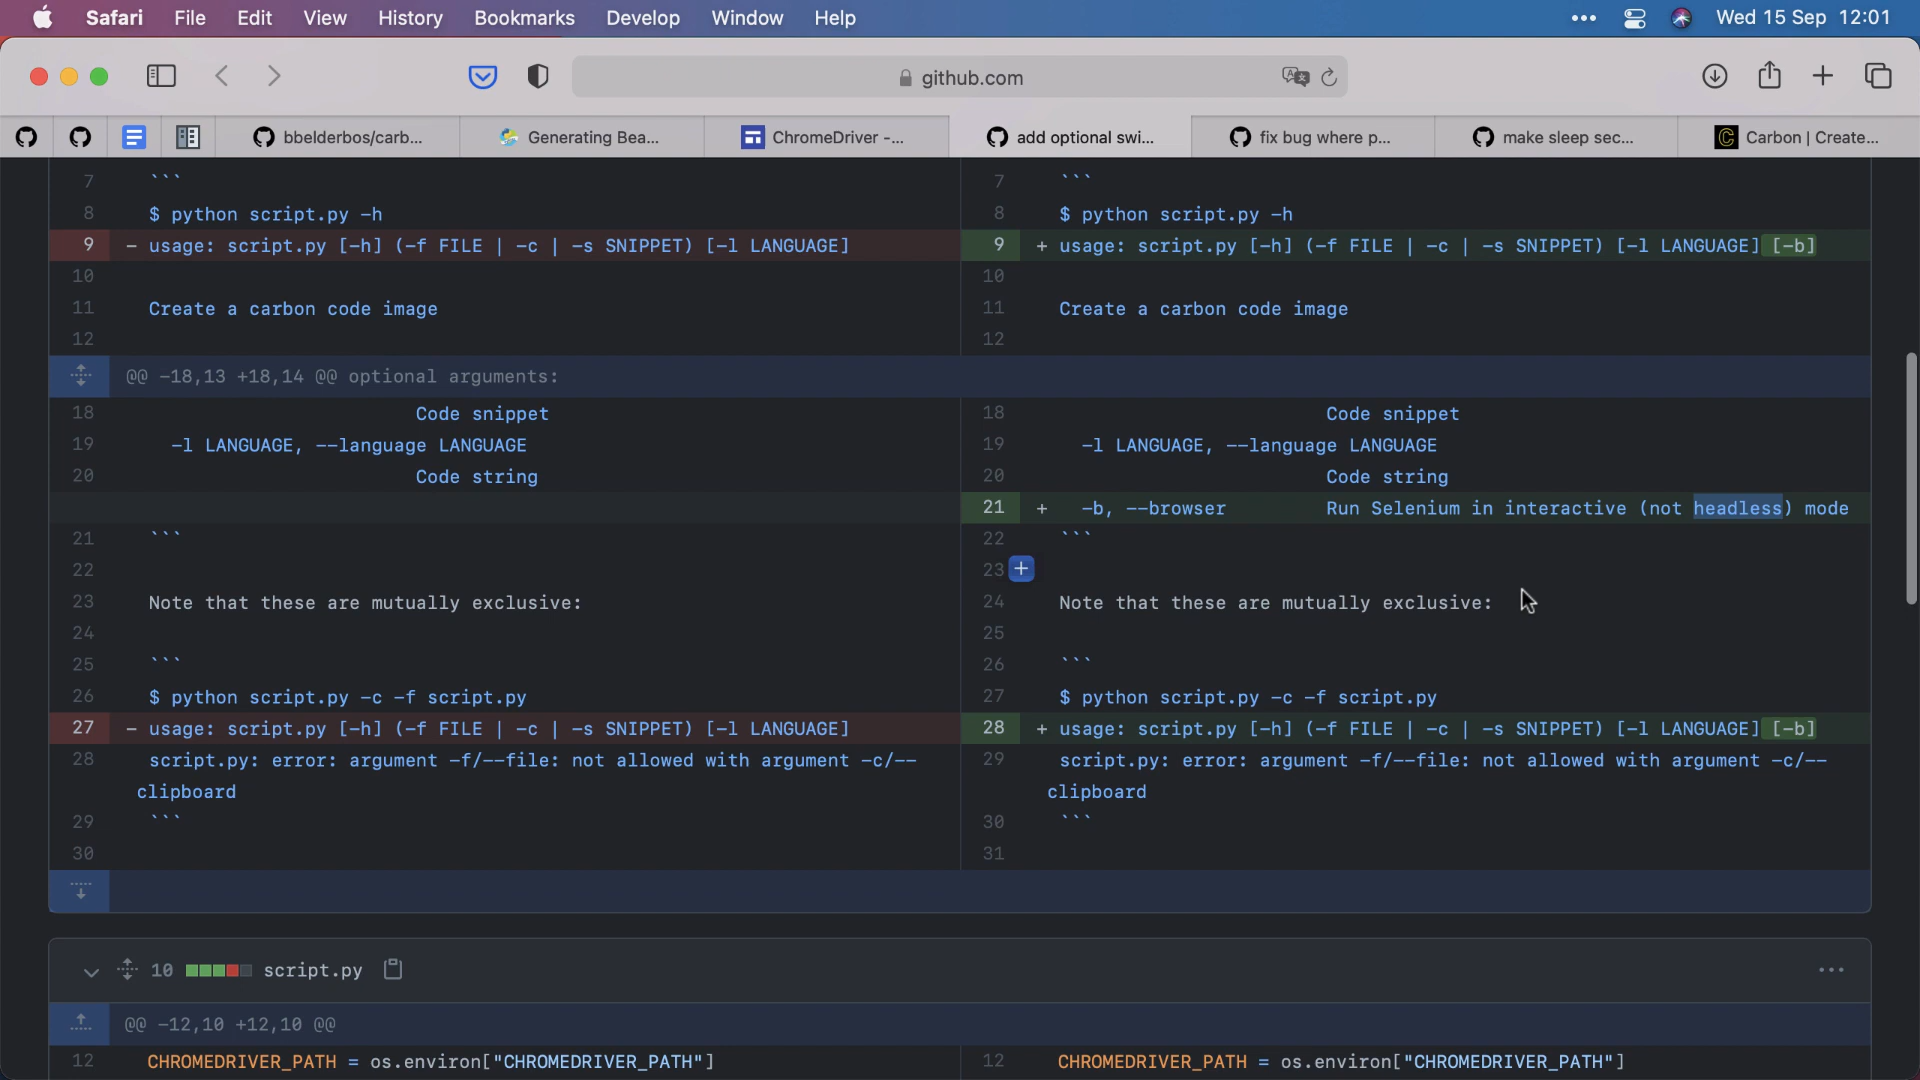 Safari File Edit View History Bookmarks Develop Window Help ••• Wed 15 Sep 12:01
github.com
bbelderbos/carb... Generating Bea... ChromeDriver -... add optional swi... fix bug where p... make sleep sec... Carbon | Create...
7 ``` 7 ```
8 $ python script.py -h 8 $ python script.py -h
9 - usage: script.py [-h] (-f FILE | -c | -s SNIPPET) [-l LANGUAGE] 9 + usage: script.py [-h] (-f FILE | -c | -s SNIPPET) [-l LANGUAGE] [-b]
10 10
11 Create a carbon code image 11 Create a carbon code image
12 12
@@ -18,13 +18,14 @@ optional arguments:
18 Code snippet 18 Code snippet
19 -l LANGUAGE, --language LANGUAGE 19 -l LANGUAGE, --language LANGUAGE
20 Code string 20 Code string
21 + -b, --browser Run Selenium in interactive (not headless) mode
21 ``` 22 ```
22 23 +
23 Note that these are mutually exclusive: 24 Note that these are mutually exclusive:
24 25
25 ``` 26 ```
26 $ python script.py -c -f script.py 27 $ python script.py -c -f script.py
27 - usage: script.py [-h] (-f FILE | -c | -s SNIPPET) [-l LANGUAGE] 28 + usage: script.py [-h] (-f FILE | -c | -s SNIPPET) [-l LANGUAGE] [-b]
28 script.py: error: argument -f/--file: not allowed with argument -c/-- 29 script.py: error: argument -f/--file: not allowed with argument -c/--
clipboard clipboard
29 ``` 30 ```
30 31
10 script.py ...
@@ -12,10 +12,10 @@
12 CHROMEDRIVER_PATH = os.environ["CHROMEDRIVER_PATH"] 12 CHROMEDRIVER_PATH = os.environ["CHROMEDRIVER_PATH"]